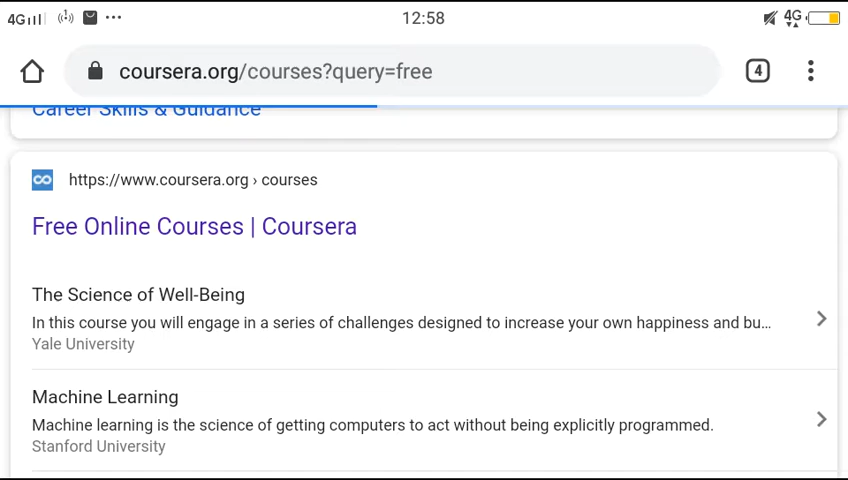 4G 12:58 4G
coursera.org/courses?query=free 4
Career Skills & Guidance
https://www.coursera.org › courses
Free Online Courses | Coursera
The Science of Well-Being
In this course you will engage in a series of challenges designed to increase your own happiness and bu...
Yale University
Machine Learning
Machine learning is the science of getting computers to act without being explicitly programmed.
Stanford University